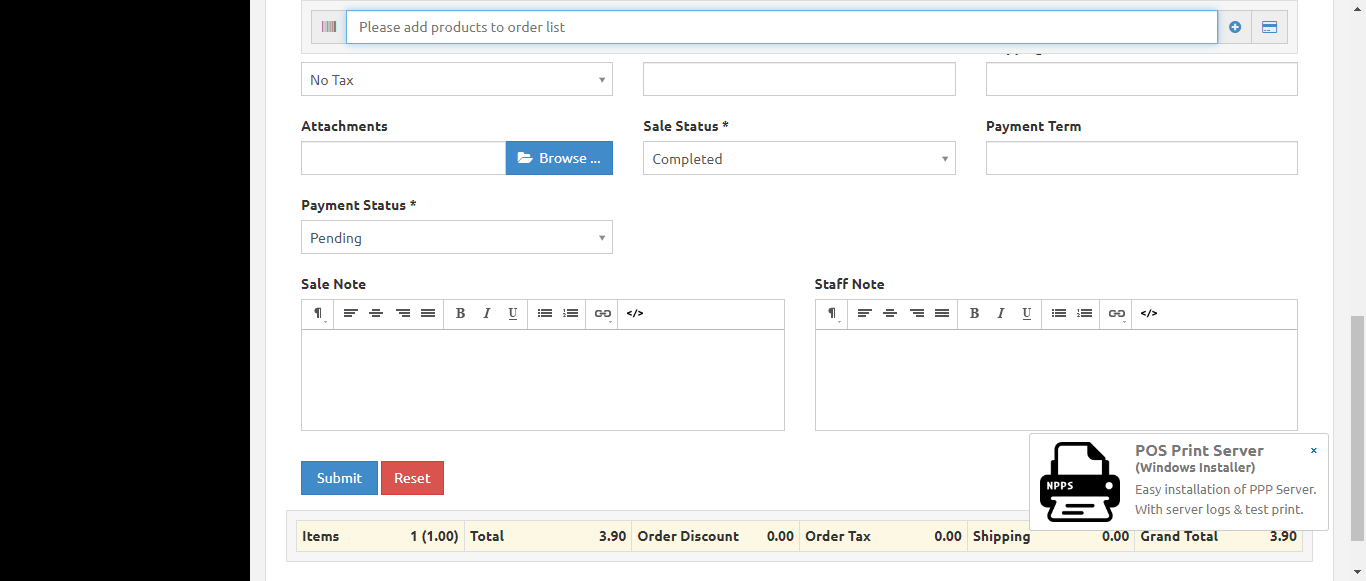 Please add products to order list
No Tax
Attachments Sale Status * Payment Term
Browse ... Completed
Payment Status *
Pending
Sale Note Staff Note
¶ B I U </> ¶ B I U </>
POS Print Server ×
(Windows Installer)
NPPS Easy installation of PPP Server.
With server logs & test print.
Submit Reset
Items 1 (1.00) Total 3.90 Order Discount 0.00 Order Tax 0.00 Shipping 0.00 Grand Total 3.90